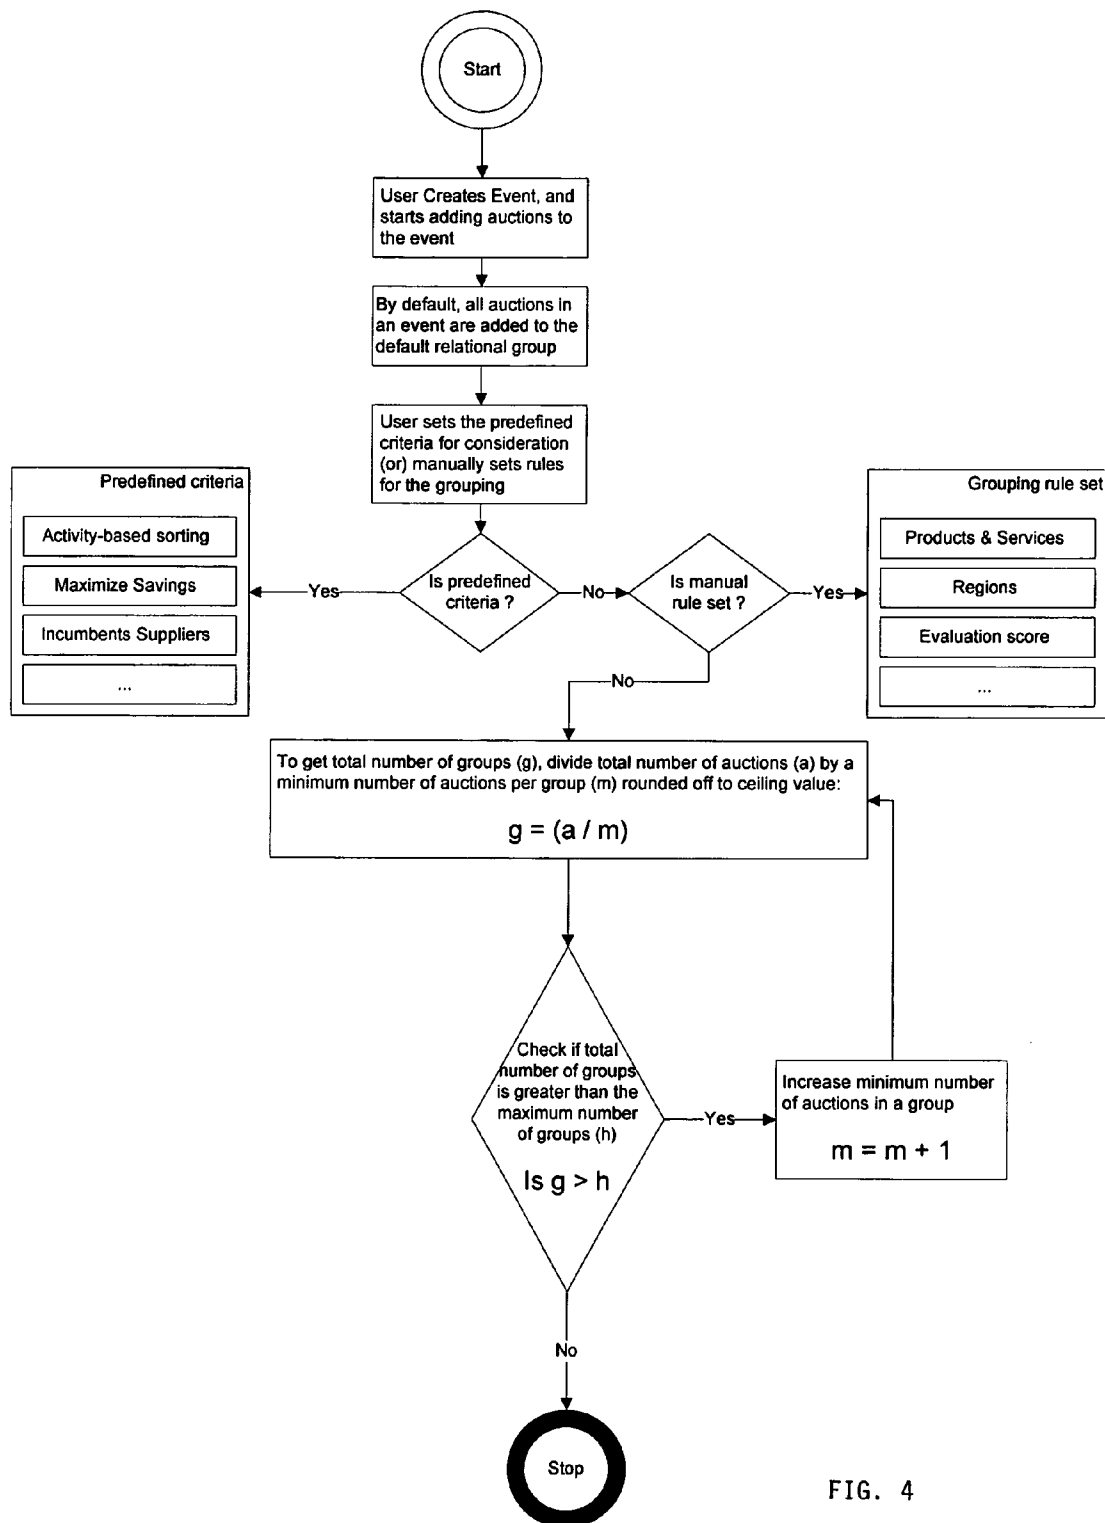 Start
User Creates Event, and
starts adding auctions to
the event
By default, all auctions in
an event are added to the
default relational group
User sets the predefined
criteria for consideration
(or) manually sets rules
for the grouping
Predefined criteria
Activity-based sorting
Maximize Savings
Incumbents Suppliers
...
Yes
Is predefined
criteria ?
No
Is manual
rule set ?
Yes
Grouping rule set
Products & Services
Regions
Evaluation score
...
No
To get total number of groups (g), divide total number of auctions (a) by a
minimum number of auctions per group (m) rounded off to ceiling value:
g = (a / m)
Check if total
number of groups
is greater than the
maximum number
of groups (h)
Is g > h
Yes
Increase minimum number
of auctions in a group
m = m + 1
No
Stop
FIG. 4